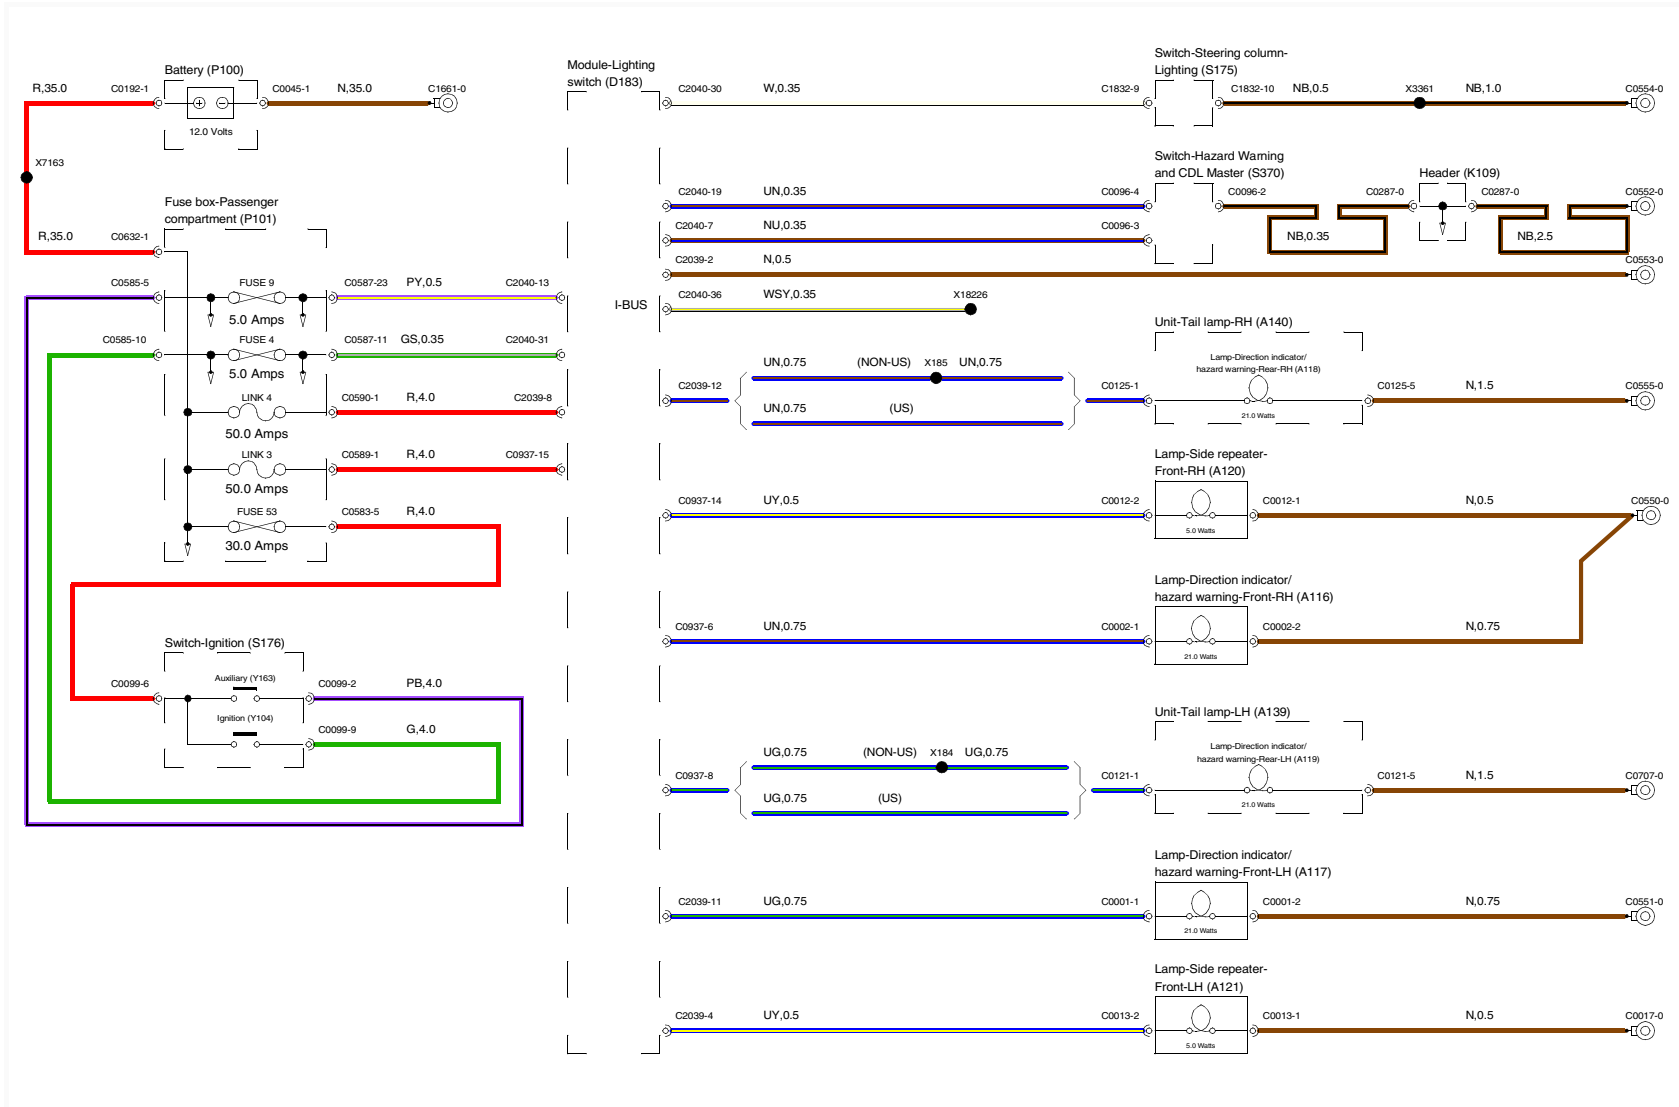 Battery (P100)
R,35.0
C0192-1
C0045-1
N,35.0
C1661-0
12.0 Volts
X7163
Fuse box-Passenger
compartment (P101)
R,35.0
C0632-1
C0585-5
FUSE 9
5.0 Amps
C0587-23
PY,0.5
C2040-13
C0585-10
FUSE 4
5.0 Amps
C0587-11
GS,0.35
C2040-31
LINK 4
50.0 Amps
C0590-1
R,4.0
C2039-8
LINK 3
50.0 Amps
C0589-1
R,4.0
C0937-15
FUSE 53
30.0 Amps
C0583-5
R,4.0
Switch-Ignition (S176)
C0099-6
Auxiliary (Y163)
C0099-2
PB,4.0
Ignition (Y104)
C0099-9
G,4.0
Module-Lighting
switch (D183)
I-BUS
C2040-30
W,0.35
C1832-9
Switch-Steering column-
Lighting (S175)
C1832-10
NB,0.5
X3361
NB,1.0
C0554-0
C2040-19
UN,0.35
C0096-4
Switch-Hazard Warning
and CDL Master (S370)
C0096-2
C0287-0
Header (K109)
C0287-0
C0552-0
NB,0.35
NB,2.5
C2040-7
NU,0.35
C0096-3
C2039-2
N,0.5
C0553-0
C2040-36
WSY,0.35
X18226
Unit-Tail lamp-RH (A140)
Lamp-Direction indicator/
hazard warning-Rear-RH (A118)
21.0 Watts
C2039-12
UN,0.75
(NON-US)
X185
UN,0.75
UN,0.75
(US)
C0125-1
C0125-5
N,1.5
C0555-0
Lamp-Side repeater-
Front-RH (A120)
C0937-14
UY,0.5
C0012-2
5.0 Watts
C0012-1
N,0.5
C0550-0
Lamp-Direction indicator/
hazard warning-Front-RH (A116)
C0937-6
UN,0.75
C0002-1
21.0 Watts
C0002-2
N,0.75
Unit-Tail lamp-LH (A139)
Lamp-Direction indicator/
hazard warning-Rear-LH (A119)
21.0 Watts
C0937-8
UG,0.75
(NON-US)
X184
UG,0.75
UG,0.75
(US)
C0121-1
C0121-5
N,1.5
C0707-0
Lamp-Direction indicator/
hazard warning-Front-LH (A117)
C2039-11
UG,0.75
C0001-1
21.0 Watts
C0001-2
N,0.75
C0551-0
Lamp-Side repeater-
Front-LH (A121)
C2039-4
UY,0.5
C0013-2
5.0 Watts
C0013-1
N,0.5
C0017-0